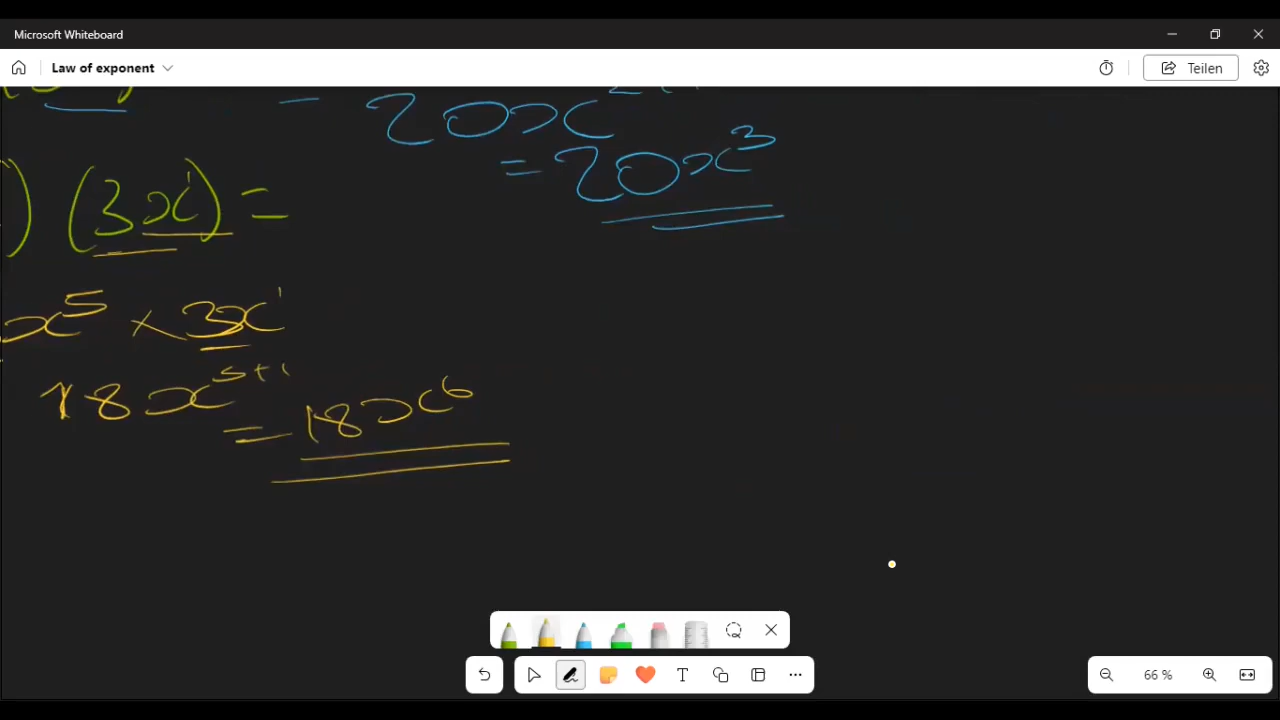 Microsoft Whiteboard
Law of exponent
Teilen
= 20x
= 20x³
) (3x¹) =
x⁵ × 3x¹
18x⁵⁺¹
= 18x⁶
66 %